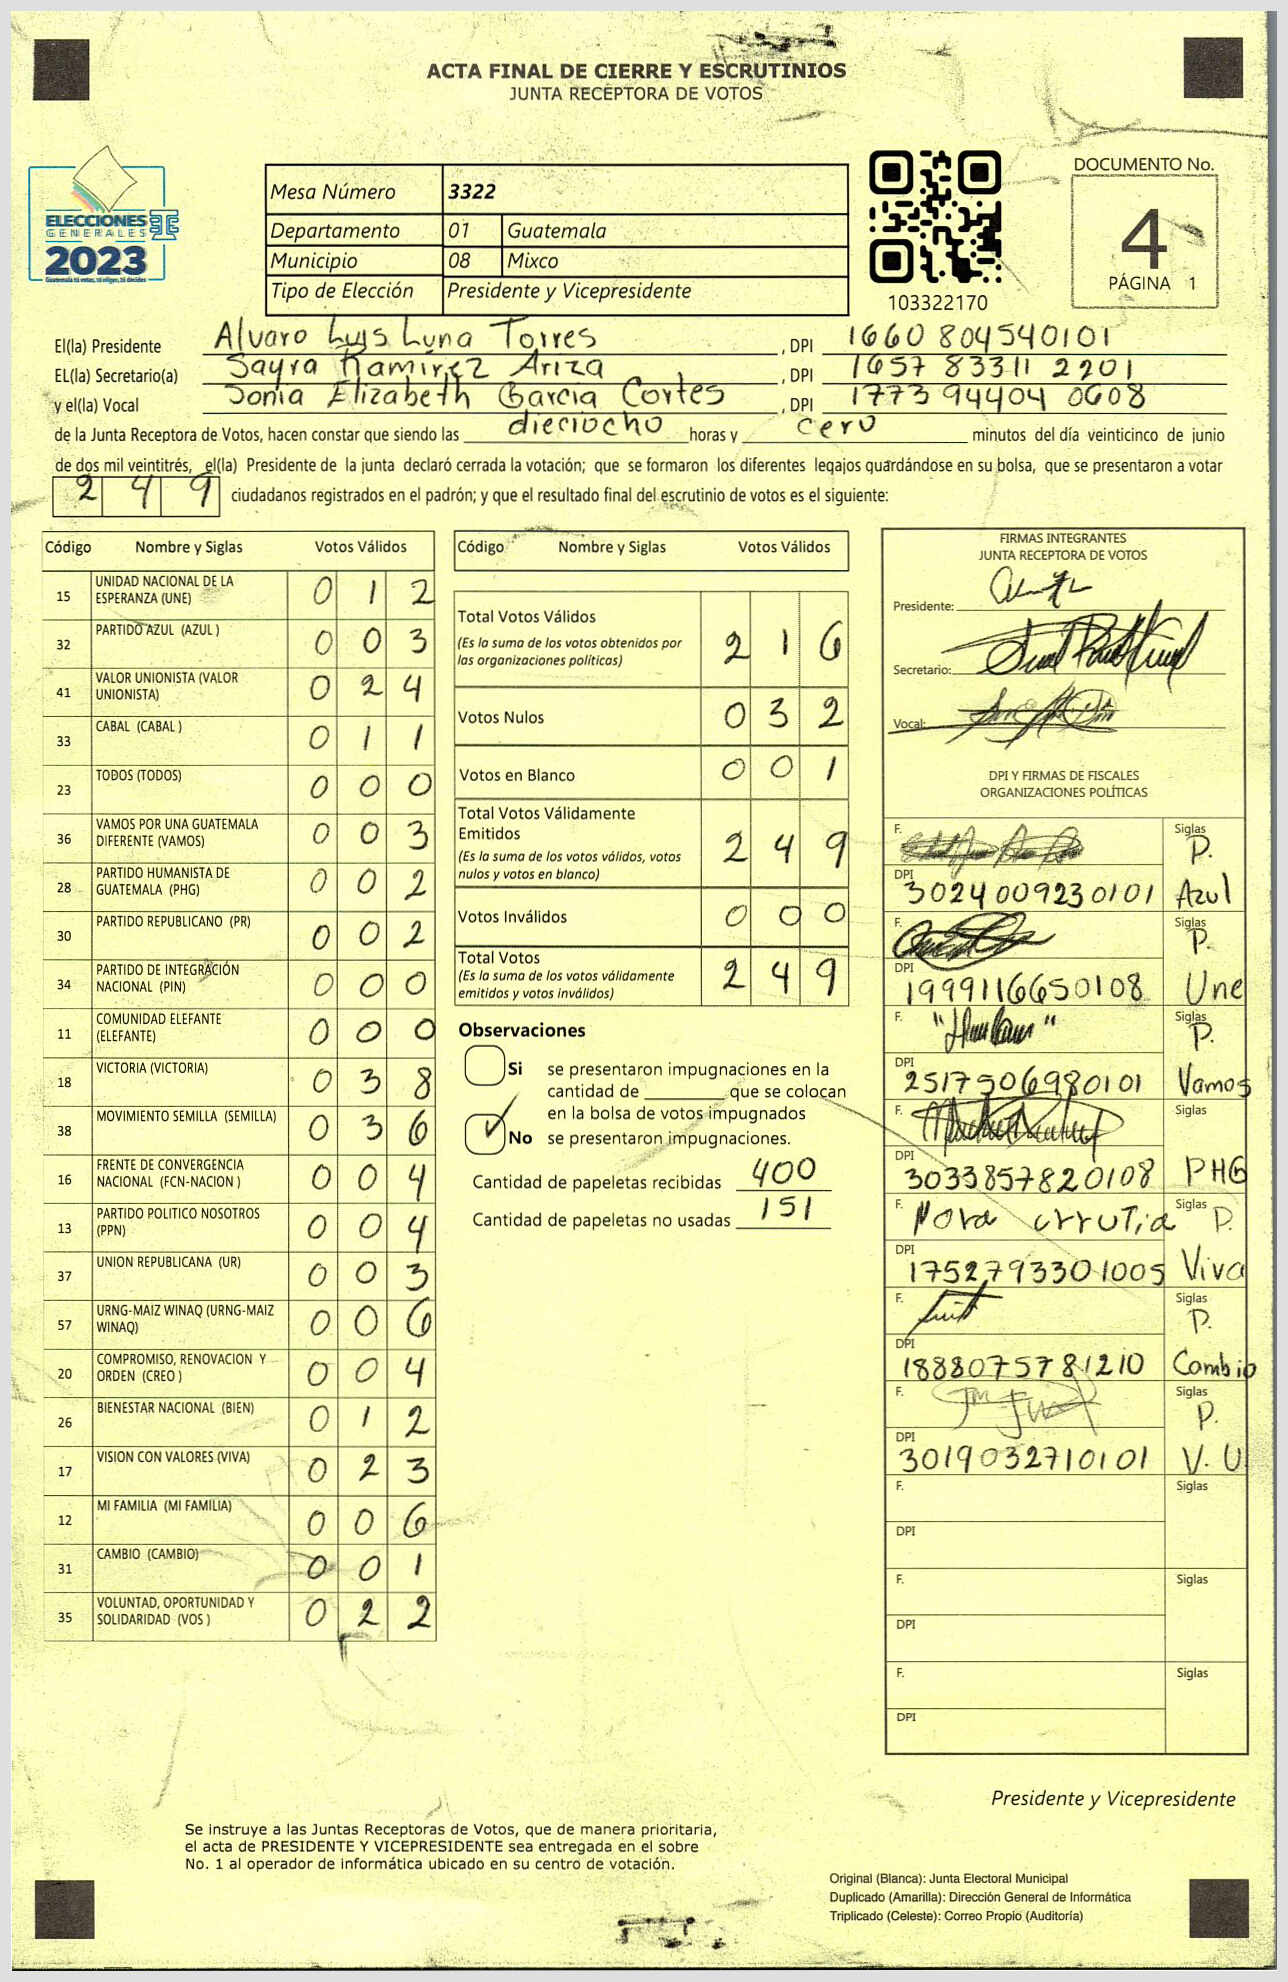 ACTA FINAL DE CIERRE Y ESCRUTINIOS
JUNTA RECEPTORA DE VOTOS
ELECCIONES
GENERALES
2023
Guatemala tú votas, tú eliges, tú decides
Mesa Número 3322
Departamento 01 Guatemala
Municipio 08 Mixco
Tipo de Elección Presidente y Vicepresidente
103322170
DOCUMENTO No.
4
PÁGINA 1
El(la) Presidente Alvaro Luis Luna Torres , DPI 1660 804540101
EL(la) Secretario(a) Sayra Ramirez Ariza , DPI 1657 83311 2201
y el(la) Vocal Sonia Elizabeth Garcia Cortes , DPI 1773 94404 0608
de la Junta Receptora de Votos, hacen constar que siendo las dieciocho horas y cero minutos del día veinticinco de junio
de dos mil veintitrés, el(la) Presidente de la junta declaró cerrada la votación; que se formaron los diferentes legajos guardándose en su bolsa, que se presentaron a votar
249 ciudadanos registrados en el padrón; y que el resultado final del escrutinio de votos es el siguiente:
Código Nombre y Siglas Votos Válidos
15 UNIDAD NACIONAL DE LA ESPERANZA (UNE) 0 1 2
32 PARTIDO AZUL (AZUL ) 0 0 3
41 VALOR UNIONISTA (VALOR UNIONISTA) 0 2 4
33 CABAL (CABAL ) 0 1 1
23 TODOS (TODOS) 0 0 0
36 VAMOS POR UNA GUATEMALA DIFERENTE (VAMOS) 0 0 3
28 PARTIDO HUMANISTA DE GUATEMALA (PHG) 0 0 2
30 PARTIDO REPUBLICANO (PR) 0 0 2
34 PARTIDO DE INTEGRACIÓN NACIONAL (PIN) 0 0 0
11 COMUNIDAD ELEFANTE (ELEFANTE) 0 0 0
18 VICTORIA (VICTORIA) 0 3 8
38 MOVIMIENTO SEMILLA (SEMILLA) 0 3 6
16 FRENTE DE CONVERGENCIA NACIONAL (FCN-NACION ) 0 0 4
13 PARTIDO POLITICO NOSOTROS (PPN) 0 0 4
37 UNION REPUBLICANA (UR) 0 0 3
57 URNG-MAIZ WINAQ (URNG-MAIZ WINAQ) 0 0 6
20 COMPROMISO, RENOVACION Y ORDEN (CREO ) 0 0 4
26 BIENESTAR NACIONAL (BIEN) 0 1 2
17 VISION CON VALORES (VIVA) 0 2 3
12 MI FAMILIA (MI FAMILIA) 0 0 6
31 CAMBIO (CAMBIO) 0 0 1
35 VOLUNTAD, OPORTUNIDAD Y SOLIDARIDAD (VOS ) 0 2 2
Código Nombre y Siglas Votos Válidos
Total Votos Válidos 2 1 6
(Es la suma de los votos obtenidos por
las organizaciones políticas)
Votos Nulos 0 3 2
Votos en Blanco 0 0 1
Total Votos Válidamente
Emitidos 2 4 9
(Es la suma de los votos válidos, votos
nulos y votos en blanco)
Votos Inválidos 0 0 0
Total Votos 2 4 9
(Es la suma de los votos válidamente
emitidos y votos inválidos)
Observaciones
Si se presentaron impugnaciones en la
cantidad de ________ que se colocan
en la bolsa de votos impugnados
No se presentaron impugnaciones.
Cantidad de papeletas recibidas 400
Cantidad de papeletas no usadas 151
FIRMAS INTEGRANTES
JUNTA RECEPTORA DE VOTOS
Presidente:
Secretario:
Vocal:
DPI Y FIRMAS DE FISCALES
ORGANIZACIONES POLÍTICAS
F. Siglas P.
DPI 3024009230101 Azul
F. Siglas P.
DPI 1999116650108 Une
F. Siglas P.
DPI 2517506980101 Vamos
F. Siglas
DPI 3033857820108 PHG
F. Nora Urrutia Siglas P.
DPI 1752793301005 Viva
F. Siglas P.
DPI 1888075781210 Cambio
F. Siglas P.
DPI 3019032710101 V. U
F. Siglas
DPI
F. Siglas
DPI
F. Siglas
DPI
Presidente y Vicepresidente
Se instruye a las Juntas Receptoras de Votos, que de manera prioritaria,
el acta de PRESIDENTE Y VICEPRESIDENTE sea entregada en el sobre
No. 1 al operador de informática ubicado en su centro de votación.
Original (Blanca): Junta Electoral Municipal
Duplicado (Amarilla): Dirección General de Informática
Triplicado (Celeste): Correo Propio (Auditoría)